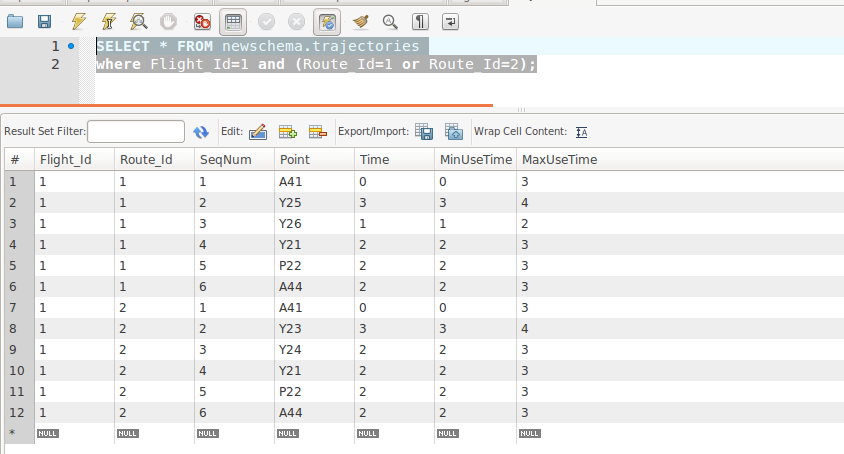 1 SELECT * FROM newschema.trajectories
2 where Flight_Id=1 and (Route_Id=1 or Route_Id=2);
Result Set Filter: Edit: Export/Import: Wrap Cell Content:
# Flight_Id Route_Id SeqNum Point Time MinUseTime MaxUseTime
1 1 1 1 A41 0 0 3
2 1 1 2 Y25 3 3 4
3 1 1 3 Y26 1 1 2
4 1 1 4 Y21 2 2 3
5 1 1 5 P22 2 2 3
6 1 1 6 A44 2 2 3
7 1 2 1 A41 0 0 3
8 1 2 2 Y23 3 3 4
9 1 2 3 Y24 2 2 3
10 1 2 4 Y21 2 2 3
11 1 2 5 P22 2 2 3
12 1 2 6 A44 2 2 3
* NULL NULL NULL NULL NULL NULL NULL